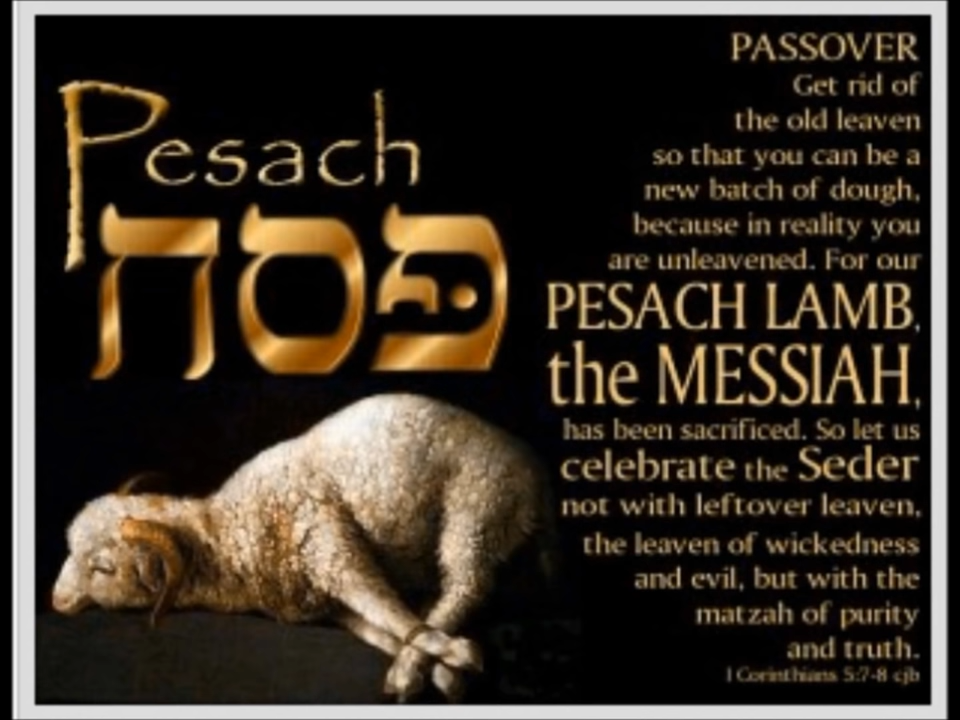 Pesach
פסח
PASSOVER
Get rid of
the old leaven
so that you can be a
new batch of dough,
because in reality you
are unleavened. For our
PESACH LAMB,
the MESSIAH,
has been sacrificed. So let us
celebrate the Seder
not with leftover leaven,
the leaven of wickedness
and evil, but with the
matzah of purity
and truth.
I Corinthians 5:7-8 cjb